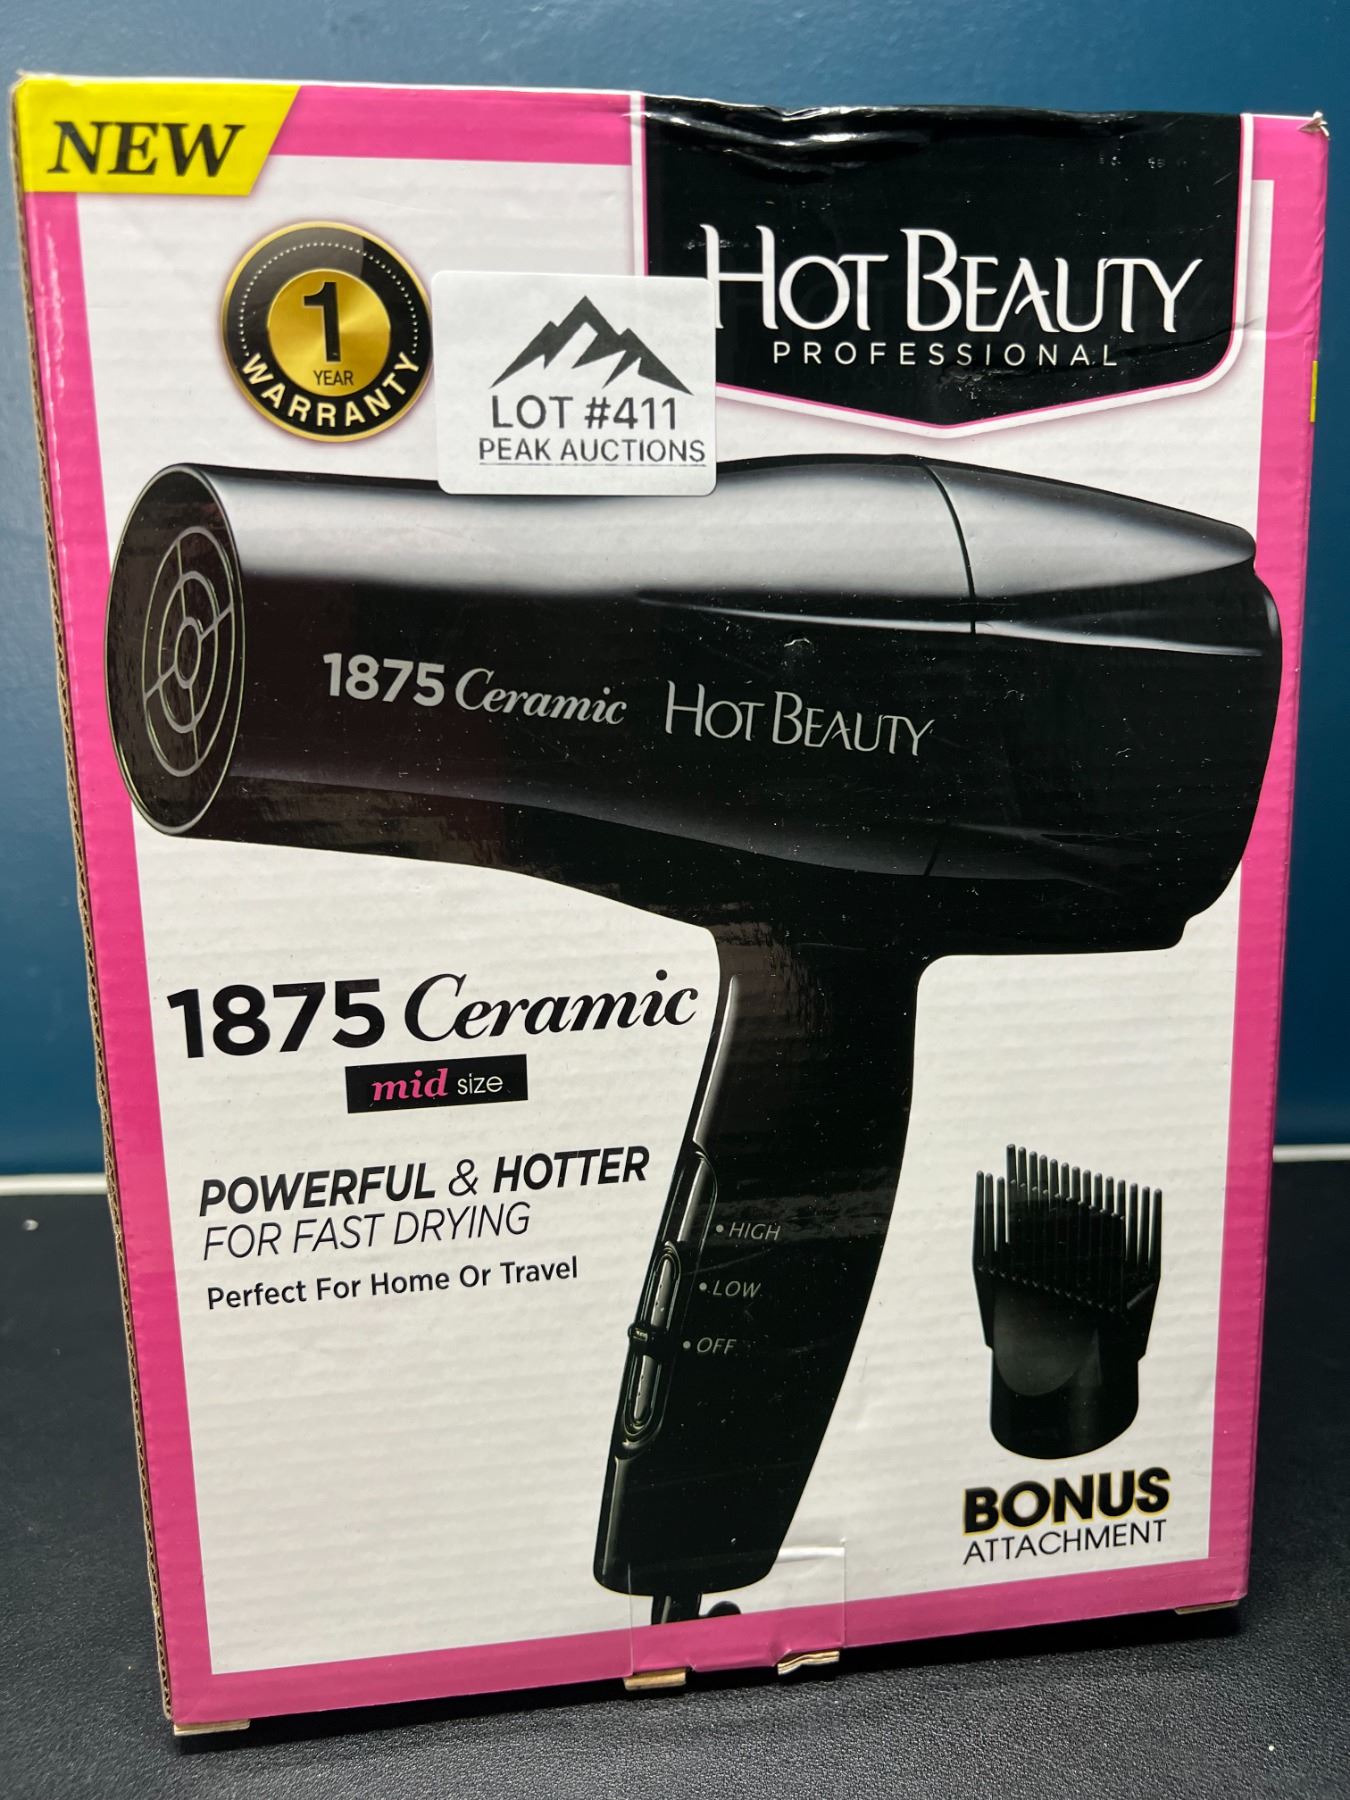 NEW
HOT BEAUTY
PROFESSIONAL
1
YEAR
WARRANTY
LOT #411
PEAK AUCTIONS
1875 Ceramic HOT BEAUTY
1875 Ceramic
mid size
POWERFUL & HOTTER
FOR FAST DRYING
Perfect For Home Or Travel
• HIGH
• LOW
• OFF
BONUS
ATTACHMENT